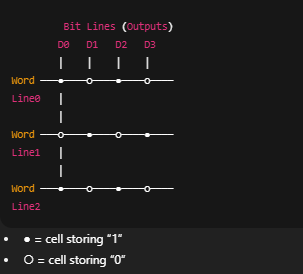 Bit Lines (Outputs)
D0 D1 D2 D3
| | | |
Word ──●───○───●───○───
Line0 |
|
Word ──○───●───○───●───
Line1 |
|
Word ──●───○───●───○───
Line2
• ● = cell storing “1”
• ○ = cell storing “0”